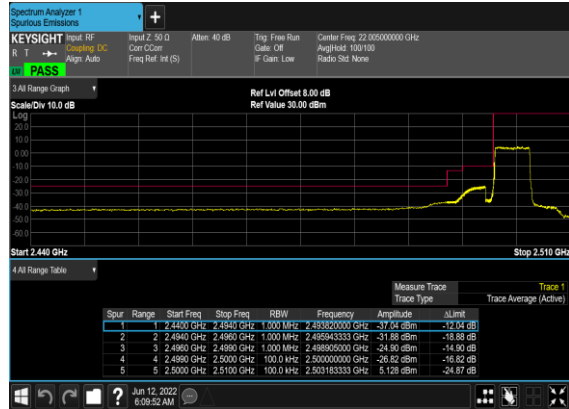 Spectrum Analyzer 1
Spurious Emissions
KEYSIGHT Input: RF Input Z: 50 Ω Atten: 40 dB Trig: Free Run Center Freq: 22.005000000 GHz
R T Coupling: DC Corr CCorr Gate: Off Avg|Hold: 100/100
Align: Auto Freq Ref: Int (S) IF Gain: Low Radio Std: None
PASS
3 All Range Graph
Ref Lvl Offset 8.00 dB
Scale/Div 10.0 dB Ref Value 30.00 dBm
Log
20.0
10.0
0.00
-10.0
-20.0
-30.0
-40.0
-50.0
-60.0
Start 2.440 GHz Stop 2.510 GHz
4 All Range Table
Measure Trace Trace 1
Trace Type Trace Average (Active)
Spur Range Start Freq Stop Freq RBW Frequency Amplitude ΔLimit
1 1 2.4400 GHz 2.4940 GHz 1.000 MHz 2.493820000 GHz -37.04 dBm -12.04 dB
2 2 2.4940 GHz 2.4960 GHz 1.000 MHz 2.495943333 GHz -31.88 dBm -18.88 dB
3 3 2.4960 GHz 2.4990 GHz 1.000 MHz 2.498905000 GHz -24.90 dBm -14.90 dB
4 4 2.4990 GHz 2.5000 GHz 100.0 kHz 2.500000000 GHz -26.82 dBm -16.82 dB
5 5 2.5000 GHz 2.5100 GHz 100.0 kHz 2.503183333 GHz 5.128 dBm -24.87 dB
Jun 12, 2022
6:09:52 AM